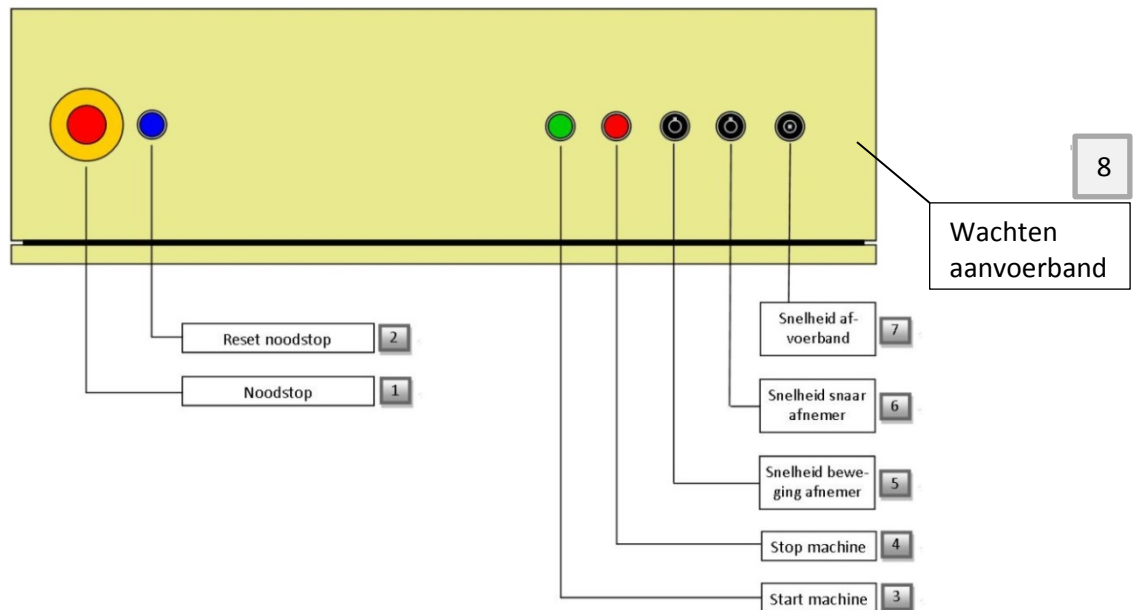 8
Wachten
aanvoerband
Snelheid af-
voerband
7
Reset noodstop
2
Noodstop
1
Snelheid snaar
afnemer
6
Snelheid bewe-
ging afnemer
5
Stop machine
4
Start machine
3